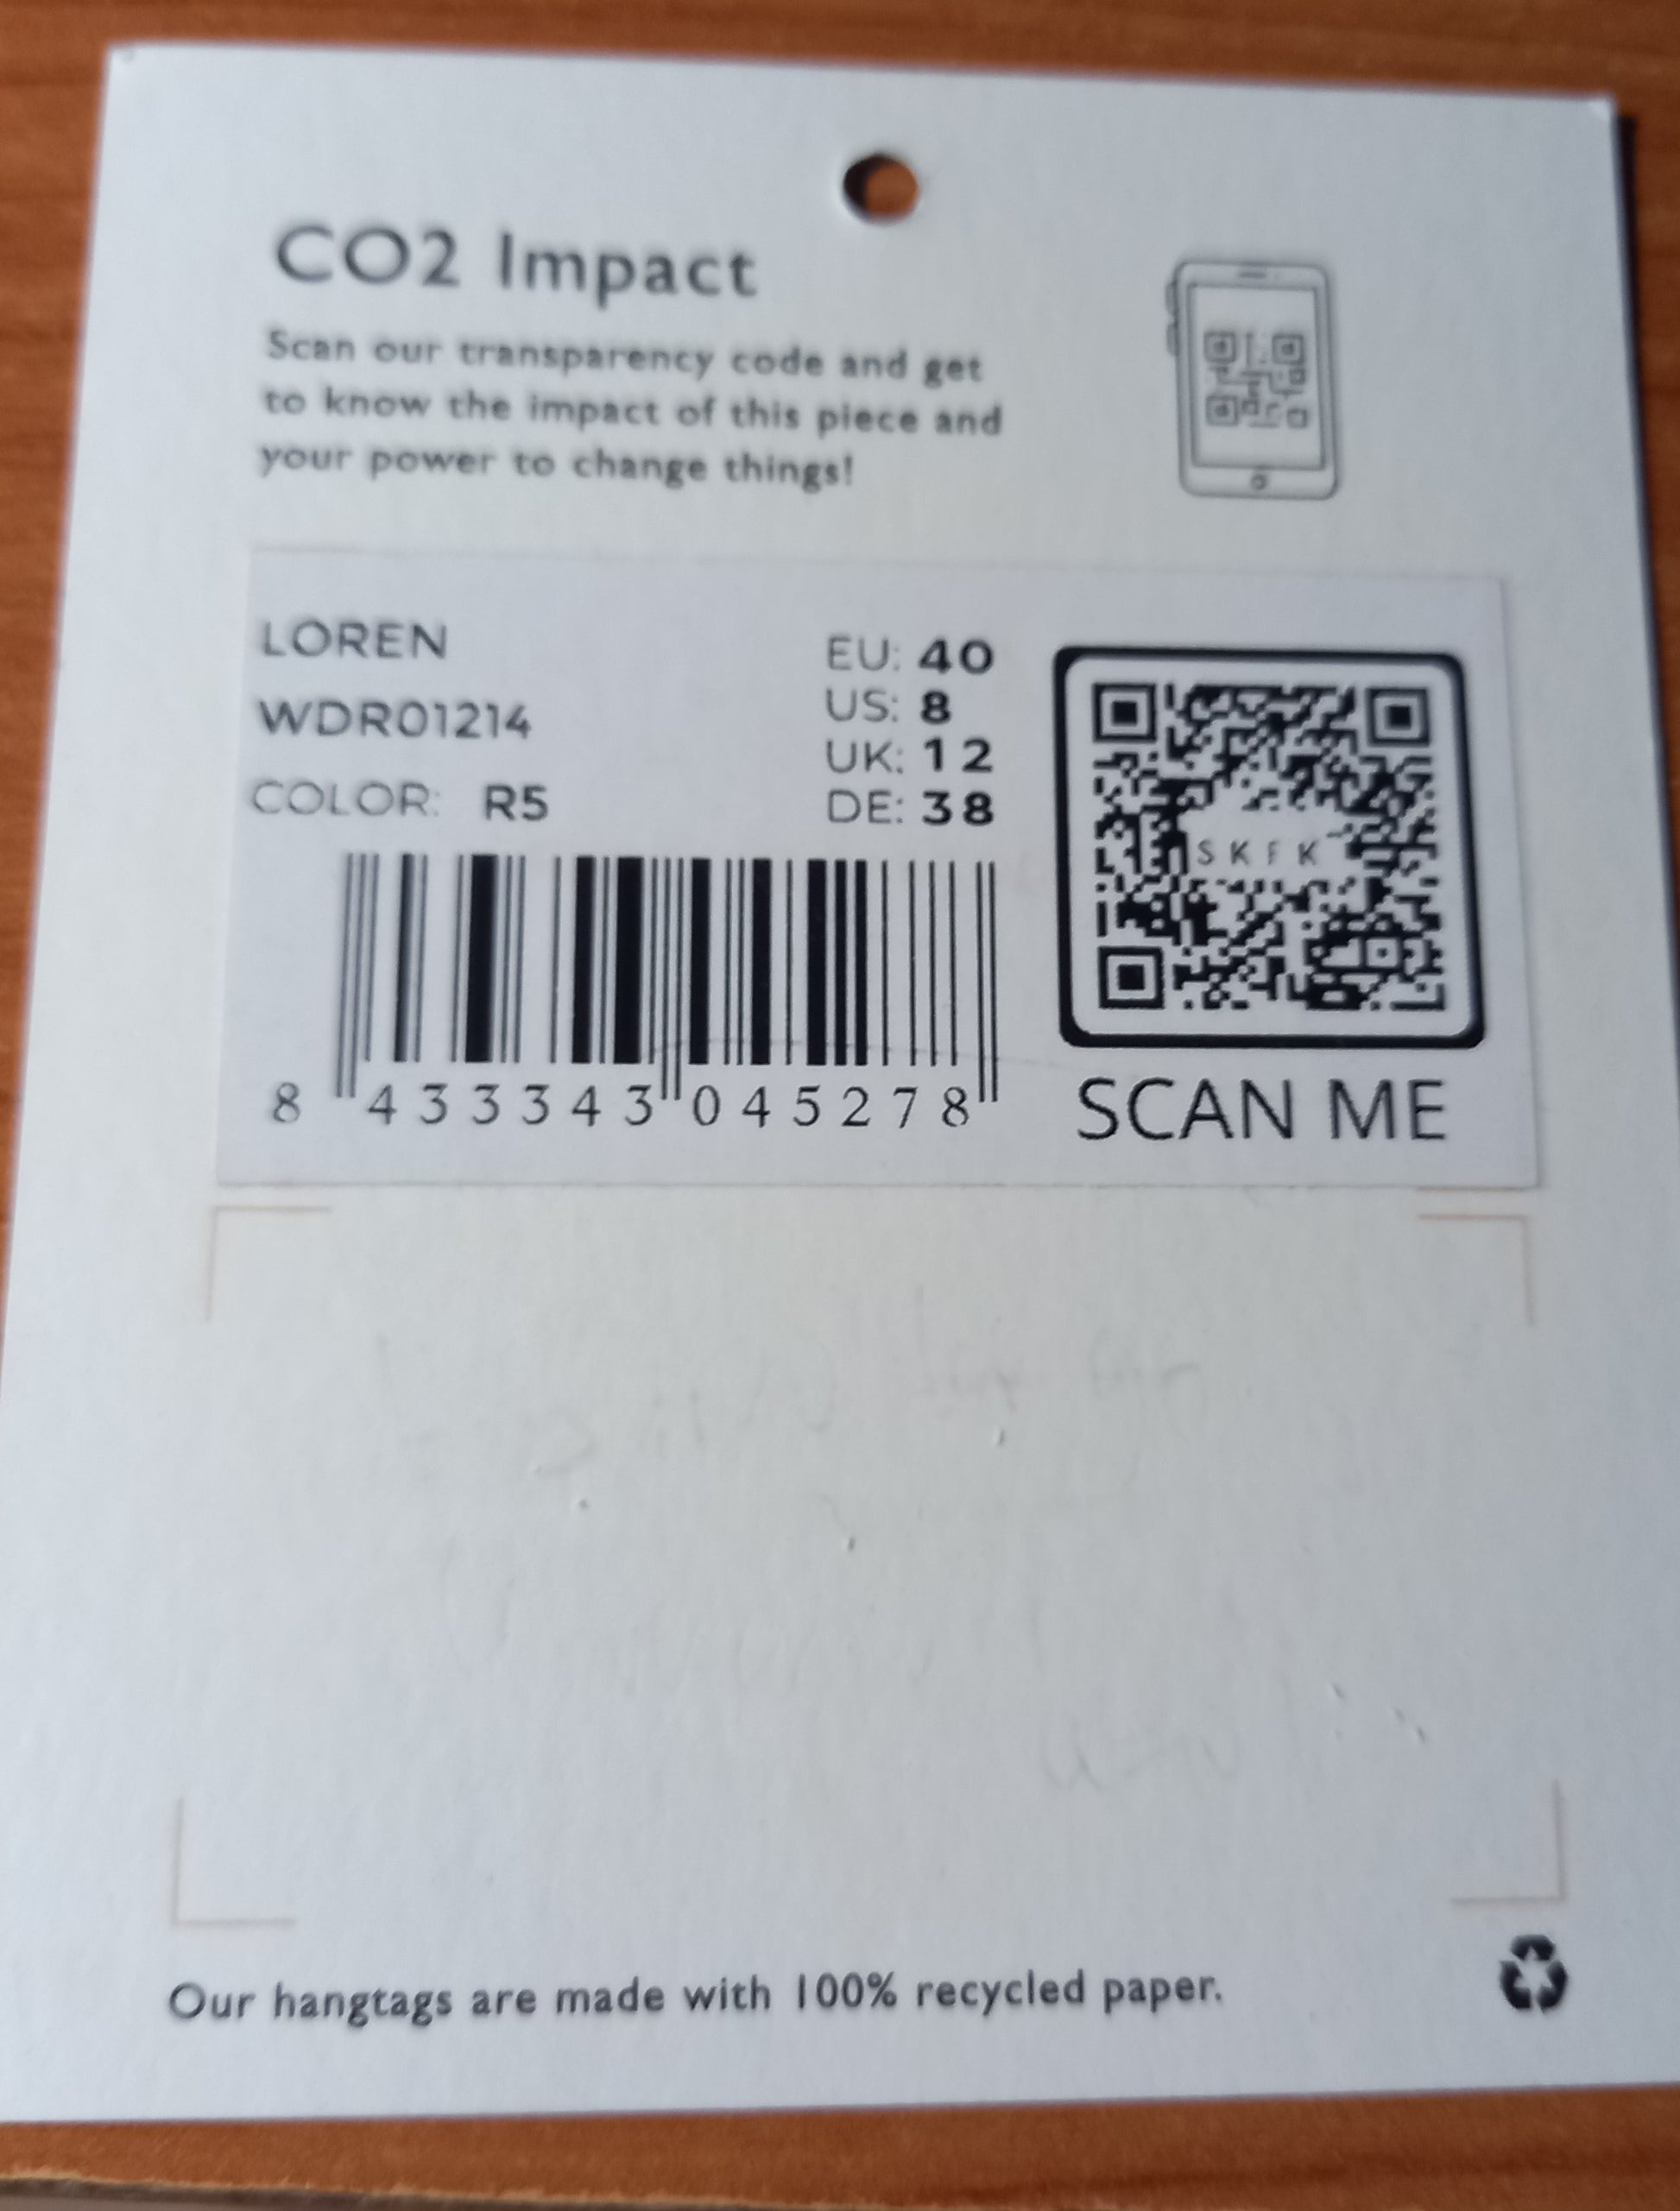 CO2 Impact
Scan our transparency code and get
to know the impact of this piece and
your power to change things!
LOREN
WDR01214
COLOR: R5
EU: 40
US: 8
UK: 12
DE: 38
SKFK
8 433343 045278
SCAN ME
Our hangtags are made with 100% recycled paper.